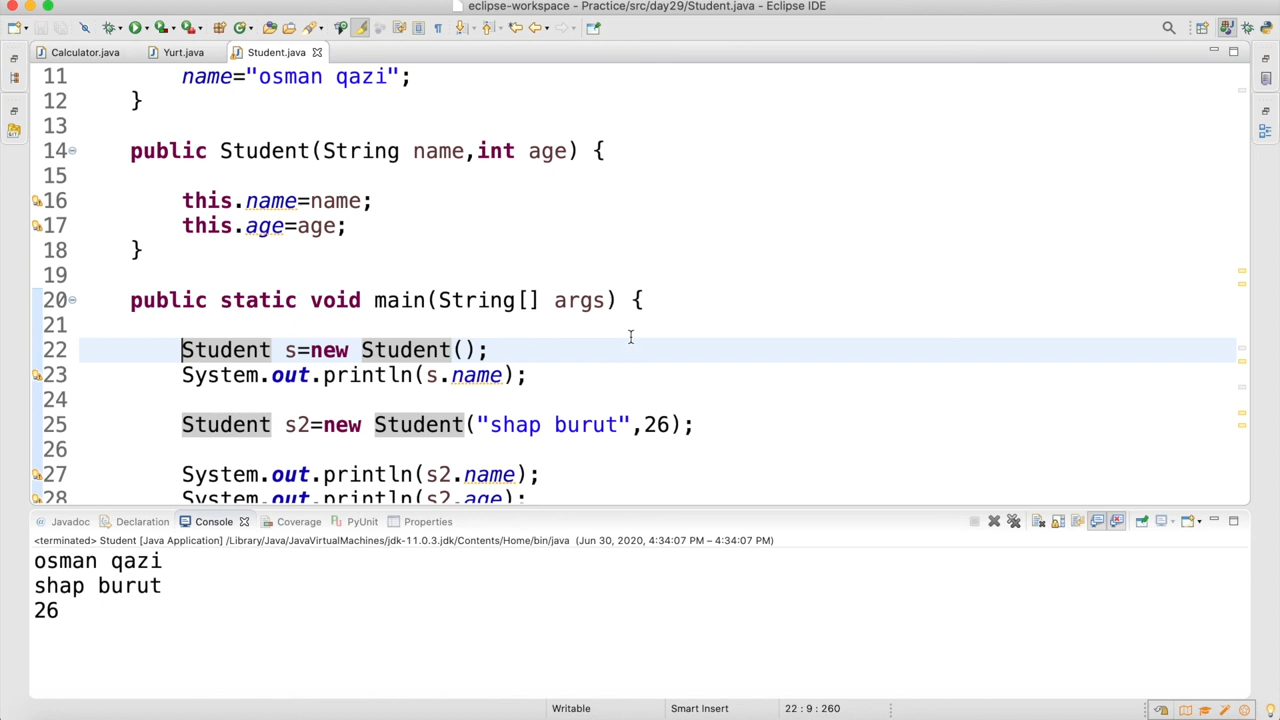 eclipse-workspace - Practice/src/day29/Student.java - Eclipse IDE
Calculator.java Yurt.java Student.java
11 name="osman qazi";
12 }
13
14 public Student(String name,int age) {
15
16 this.name=name;
17 this.age=age;
18 }
19
20 public static void main(String[] args) {
21
22 Student s=new Student();
23 System.out.println(s.name);
24
25 Student s2=new Student("shap burut",26);
26
27 System.out.println(s2.name);
28 System.out.println(s2.age);
Javadoc Declaration Console Coverage PyUnit Properties
<terminated> Student [Java Application] /Library/Java/JavaVirtualMachines/jdk-11.0.3.jdk/Contents/Home/bin/java (Jun 30, 2020, 4:34:07 PM – 4:34:07 PM)
osman qazi
shap burut
26
Writable Smart Insert 22 : 9 : 260